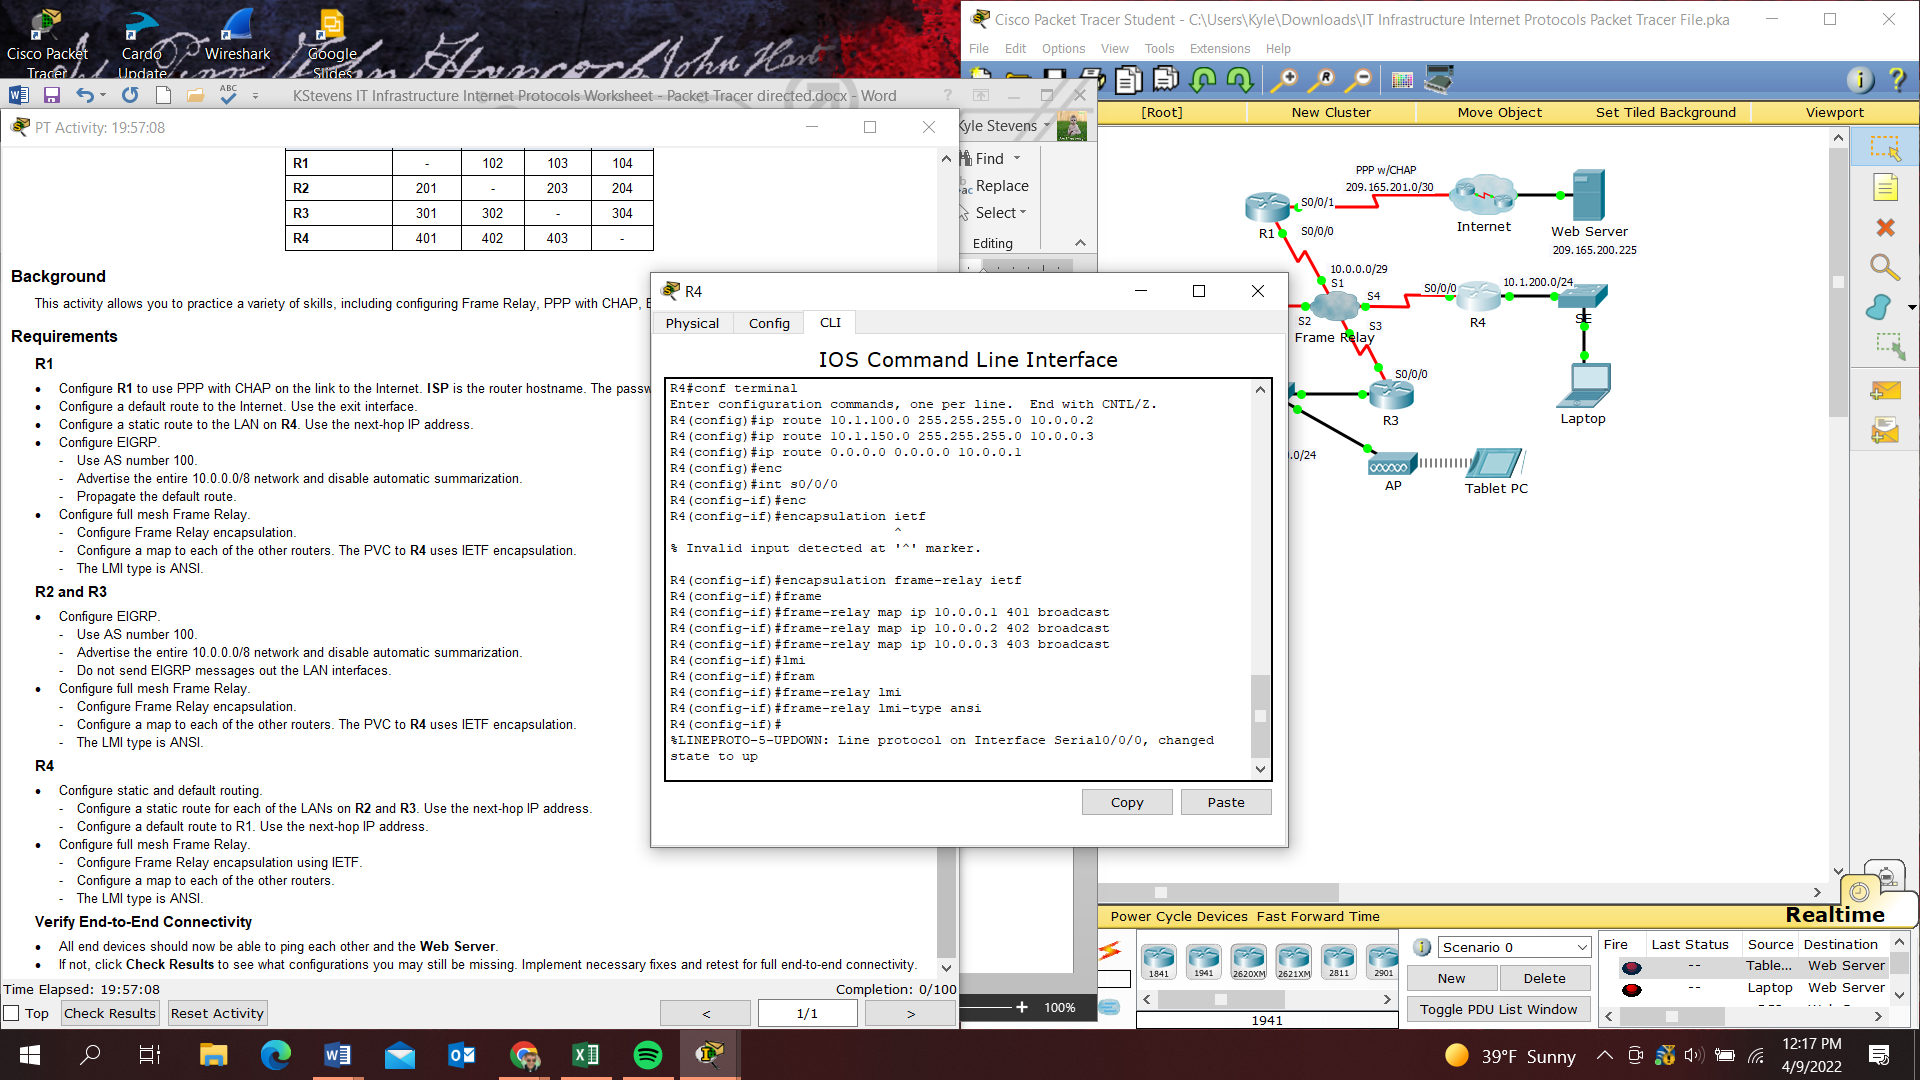 Cisco Packet Tracer
Cardo Update
Wireshark
Google Slides
KStevens IT Infrastructure Internet Protocols Worksheet - Packet Tracer directed.docx - Word
ABC
Kyle Stevens
Find
Replace
Select
Editing
100%
PT Activity: 19:57:08
R1 - 102 103 104
R2 201 - 203 204
R3 301 302 - 304
R4 401 402 403 -
Background
This activity allows you to practice a variety of skills, including configuring Frame Relay, PPP with CHAP,
Requirements
R1
• Configure R1 to use PPP with CHAP on the link to the Internet. ISP is the router hostname. The passw
• Configure a default route to the Internet. Use the exit interface.
• Configure a static route to the LAN on R4. Use the next-hop IP address.
• Configure EIGRP.
- Use AS number 100.
- Advertise the entire 10.0.0.0/8 network and disable automatic summarization.
- Propagate the default route.
• Configure full mesh Frame Relay.
- Configure Frame Relay encapsulation.
- Configure a map to each of the other routers. The PVC to R4 uses IETF encapsulation.
- The LMI type is ANSI.
R2 and R3
• Configure EIGRP.
- Use AS number 100.
- Advertise the entire 10.0.0.0/8 network and disable automatic summarization.
- Do not send EIGRP messages out the LAN interfaces.
• Configure full mesh Frame Relay.
- Configure Frame Relay encapsulation.
- Configure a map to each of the other routers. The PVC to R4 uses IETF encapsulation.
- The LMI type is ANSI.
R4
• Configure static and default routing.
- Configure a static route for each of the LANs on R2 and R3. Use the next-hop IP address.
- Configure a default route to R1. Use the next-hop IP address.
• Configure full mesh Frame Relay.
- Configure Frame Relay encapsulation using IETF.
- Configure a map to each of the other routers.
- The LMI type is ANSI.
Verify End-to-End Connectivity
• All end devices should now be able to ping each other and the Web Server.
• If not, click Check Results to see what configurations you may still be missing. Implement necessary fixes and retest for full end-to-end connectivity.
Time Elapsed: 19:57:08
Completion: 0/100
Top
Check Results
Reset Activity
<
1/1
>
R4
Physical
Config
CLI
IOS Command Line Interface
R4#conf terminal
Enter configuration commands, one per line.  End with CNTL/Z.
R4(config)#ip route 10.1.100.0 255.255.255.0 10.0.0.2
R4(config)#ip route 10.1.150.0 255.255.255.0 10.0.0.3
R4(config)#ip route 0.0.0.0 0.0.0.0 10.0.0.1
R4(config)#enc
R4(config)#int s0/0/0
R4(config-if)#enc
R4(config-if)#encapsulation ietf
^
% Invalid input detected at '^' marker.
R4(config-if)#encapsulation frame-relay ietf
R4(config-if)#frame
R4(config-if)#frame-relay map ip 10.0.0.1 401 broadcast
R4(config-if)#frame-relay map ip 10.0.0.2 402 broadcast
R4(config-if)#frame-relay map ip 10.0.0.3 403 broadcast
R4(config-if)#lmi
R4(config-if)#fram
R4(config-if)#frame-relay lmi
R4(config-if)#frame-relay lmi-type ansi
R4(config-if)#
%LINEPROTO-5-UPDOWN: Line protocol on Interface Serial0/0/0, changed
state to up
Copy
Paste
Cisco Packet Tracer Student - C:\Users\Kyle\Downloads\IT Infrastructure Internet Protocols Packet Tracer File.pka
File Edit Options View Tools Extensions Help
[Root]
New Cluster
Move Object
Set Tiled Background
Viewport
PPP w/CHAP
209.165.201.0/30
S0/0/1
R1
S0/0/0
Internet
Web Server
209.165.200.225
10.0.0.0/29
S1
S4
S2
S3
Frame Relay
S0/0/0
R4
10.1.200.0/24
SE
Laptop
S0/0/0
R3
.0/24
AP
Tablet PC
Power Cycle Devices Fast Forward Time
Realtime
1841
1941
2620XM
2621XM
2811
2901
1941
Scenario 0
New
Delete
Toggle PDU List Window
Fire Last Status Source Destination
-- Table... Web Server
-- Laptop Web Server
39°F Sunny
12:17 PM
4/9/2022